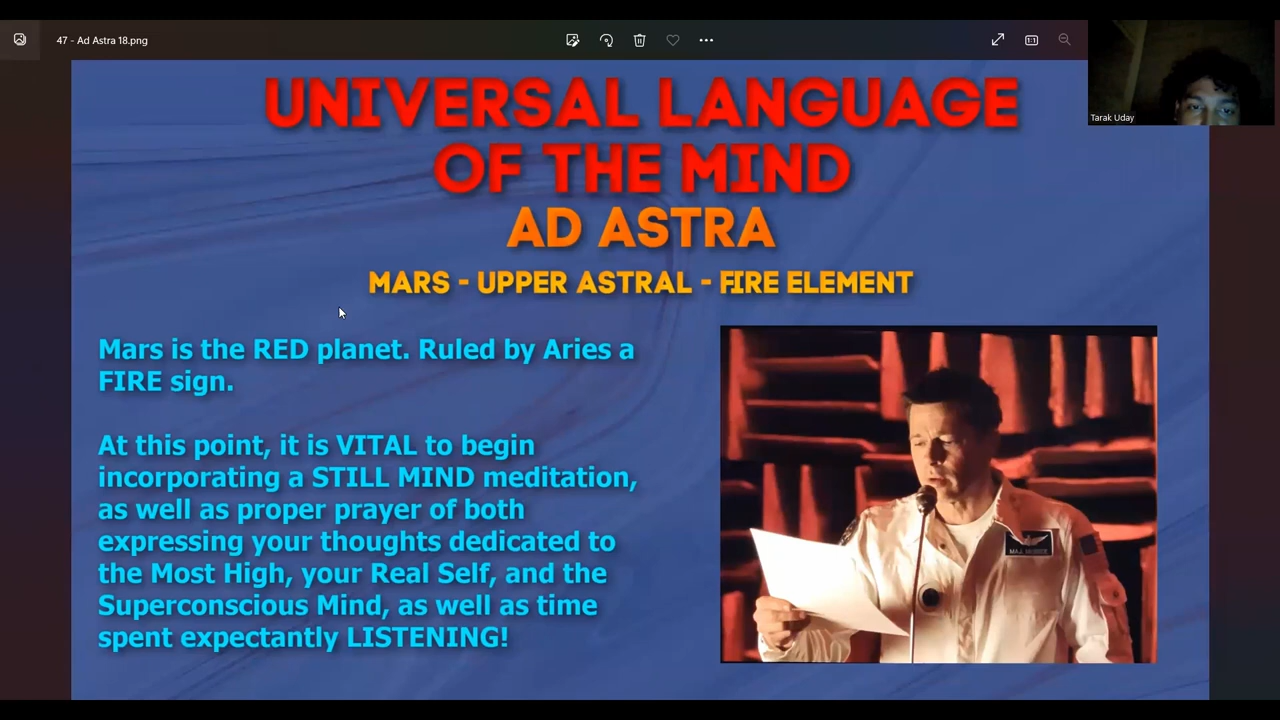 47 - Ad Astra 18.png
Tarak Uday
UNIVERSAL LANGUAGE
OF THE MIND
AD ASTRA
MARS - UPPER ASTRAL - FIRE ELEMENT
Mars is the RED planet. Ruled by Aries a
FIRE sign.
At this point, it is VITAL to begin
incorporating a STILL MIND meditation,
as well as proper prayer of both
expressing your thoughts dedicated to
the Most High, your Real Self, and the
Superconscious Mind, as well as time
spent expectantly LISTENING!